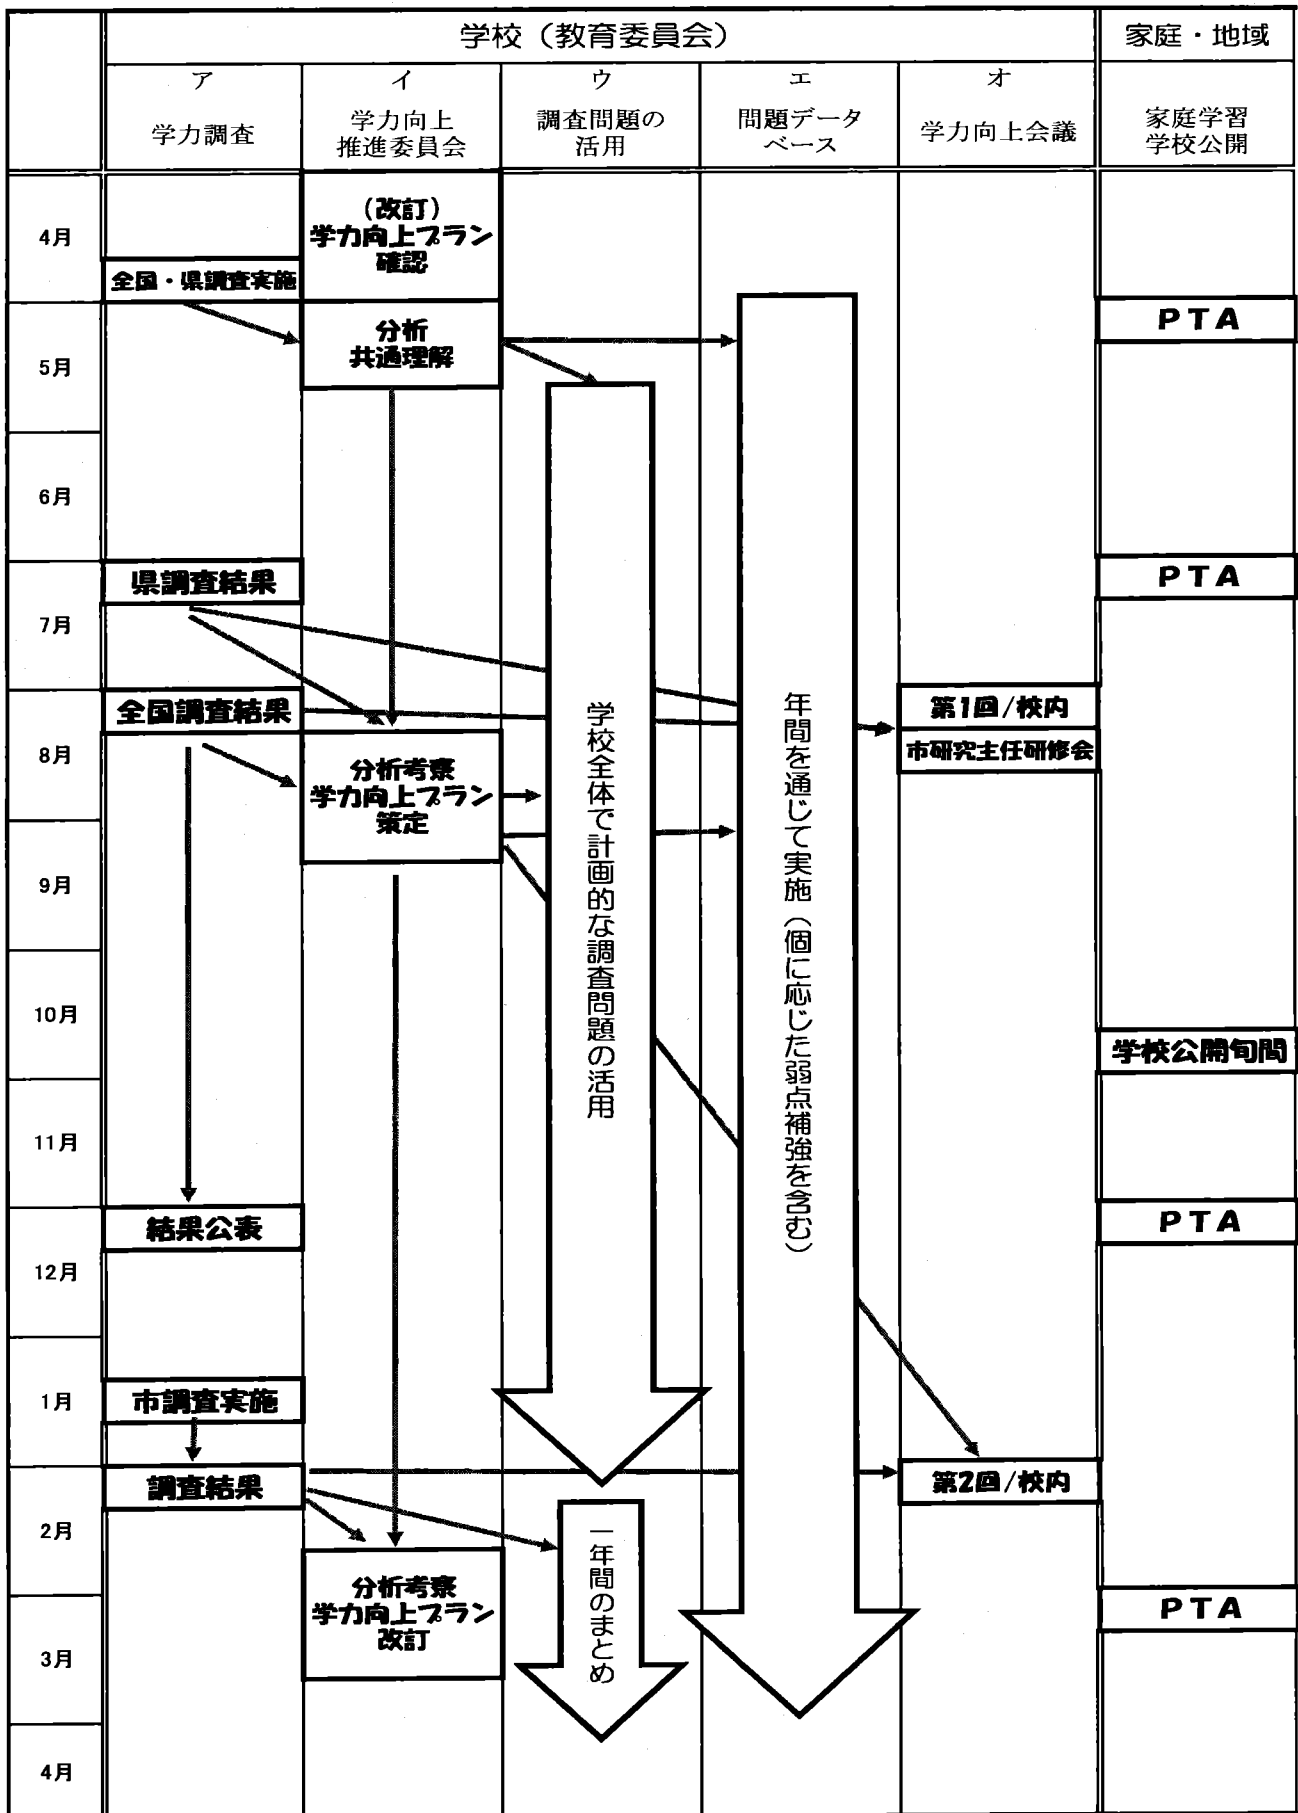 学校（教育委員会）
家庭・地域
ア
学力調査
イ
学力向上
推進委員会
ウ
調査問題の
活用
エ
問題データ
ベース
オ
学力向上会議
家庭学習
学校公開
4月
（改訂）
学力向上プラン
確認
全国・県調査実施
5月
分析
共通理解
PTA
6月
7月
県調査結果
PTA
8月
全国調査結果
分析考察
学力向上プラン
策定
第1回/校内
市研究主任研修会
学校全体で計画的な調査問題の活用
年間を通じて実施（個に応じた弱点補強を含む）
9月
10月
学校公開旬間
11月
12月
結果公表
PTA
1月
市調査実施
2月
調査結果
第2回/校内
一年間のまとめ
分析考察
学力向上プラン
改訂
3月
PTA
4月